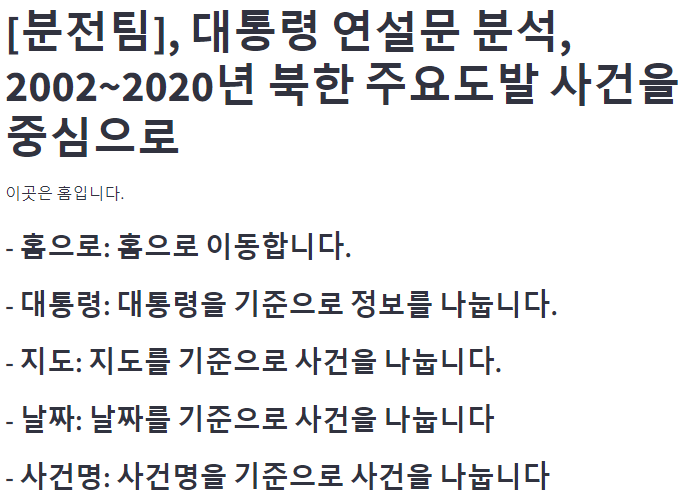 [분전팀], 대통령 연설문 분석,
2002~2020년 북한 주요도발 사건을
중심으로
이곳은 홈입니다.
- 홈으로: 홈으로 이동합니다.
- 대통령: 대통령을 기준으로 정보를 나눕니다.
- 지도: 지도를 기준으로 사건을 나눕니다.
- 날짜: 날짜를 기준으로 사건을 나눕니다
- 사건명: 사건명을 기준으로 사건을 나눕니다